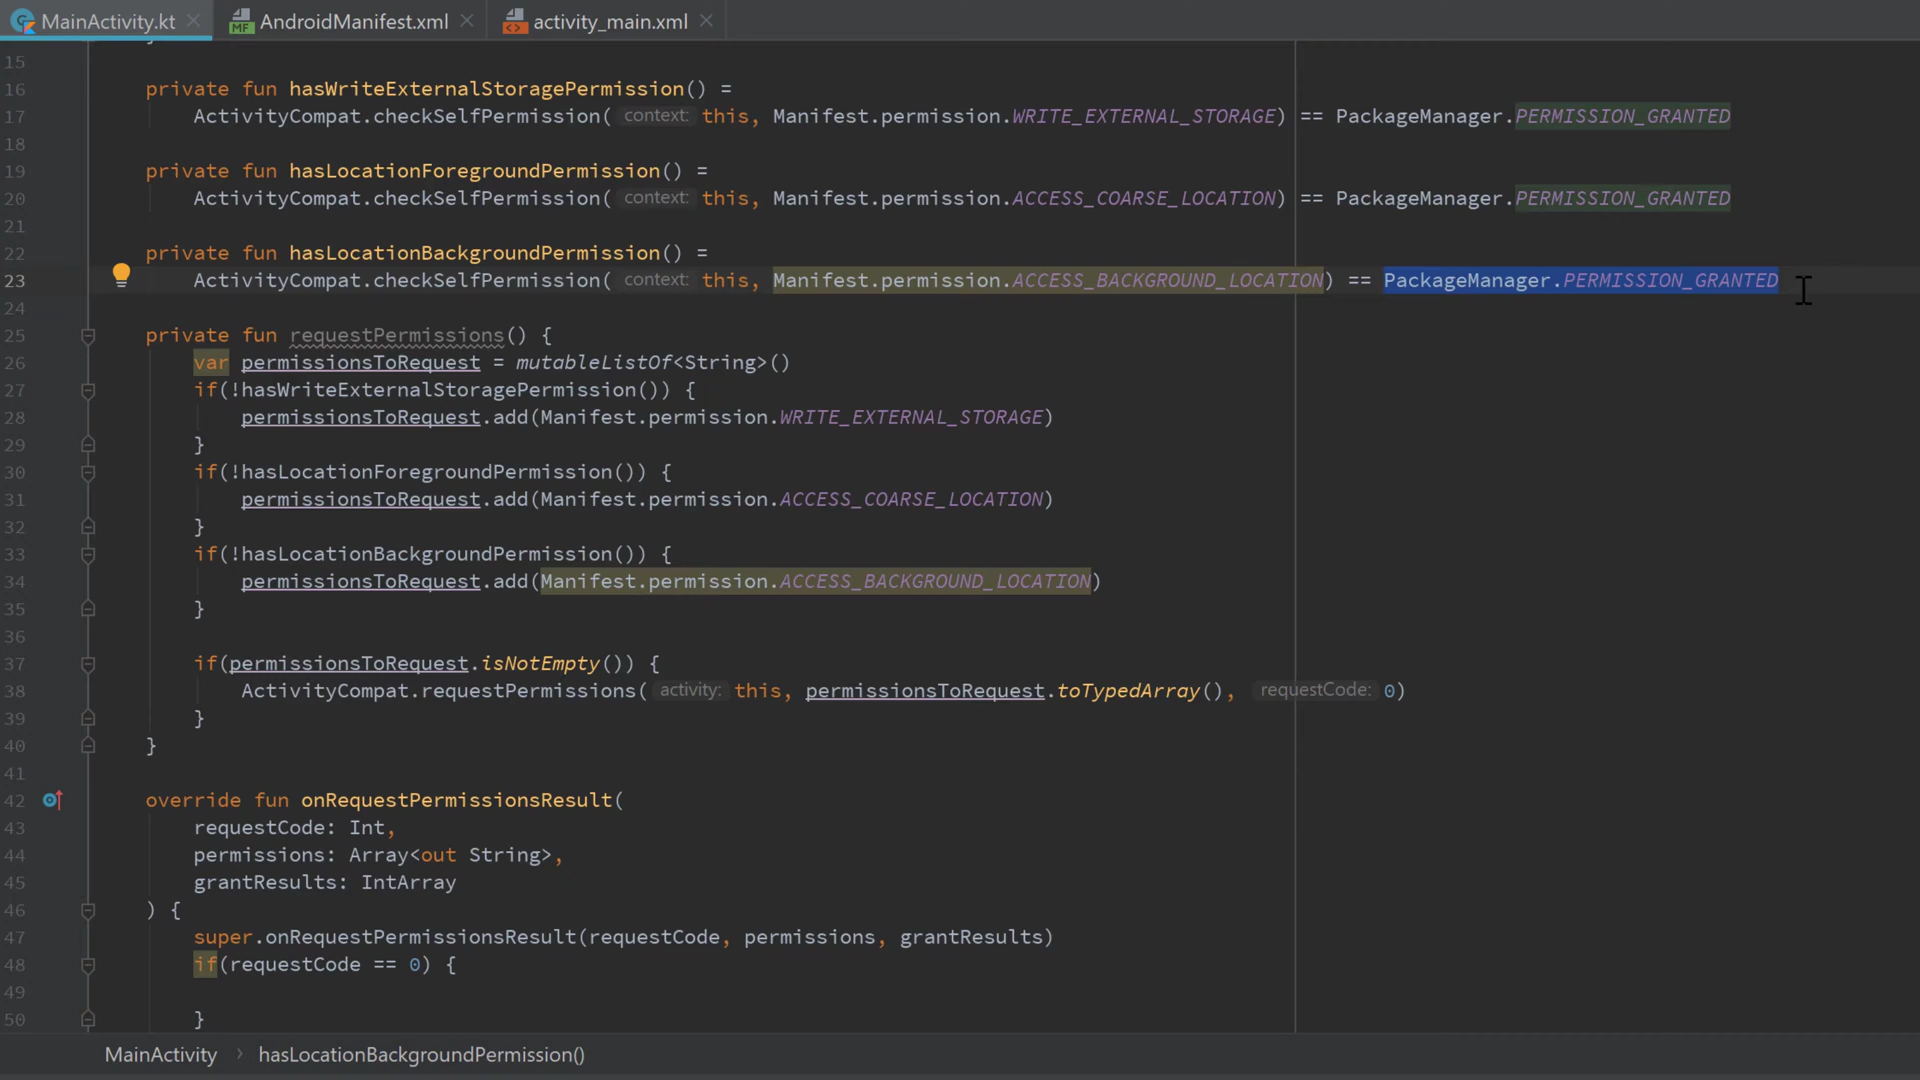 MainActivity.kt AndroidManifest.xml activity_main.xml
15
16 private fun hasWriteExternalStoragePermission() =
17 ActivityCompat.checkSelfPermission( context: this, Manifest.permission.WRITE_EXTERNAL_STORAGE) == PackageManager.PERMISSION_GRANTED
18
19 private fun hasLocationForegroundPermission() =
20 ActivityCompat.checkSelfPermission( context: this, Manifest.permission.ACCESS_COARSE_LOCATION) == PackageManager.PERMISSION_GRANTED
21
22 private fun hasLocationBackgroundPermission() =
23 ActivityCompat.checkSelfPermission( context: this, Manifest.permission.ACCESS_BACKGROUND_LOCATION) == PackageManager.PERMISSION_GRANTED
24
25 private fun requestPermissions() {
26 var permissionsToRequest = mutableListOf<String>()
27 if(!hasWriteExternalStoragePermission()) {
28 permissionsToRequest.add(Manifest.permission.WRITE_EXTERNAL_STORAGE)
29 }
30 if(!hasLocationForegroundPermission()) {
31 permissionsToRequest.add(Manifest.permission.ACCESS_COARSE_LOCATION)
32 }
33 if(!hasLocationBackgroundPermission()) {
34 permissionsToRequest.add(Manifest.permission.ACCESS_BACKGROUND_LOCATION)
35 }
36
37 if(permissionsToRequest.isNotEmpty()) {
38 ActivityCompat.requestPermissions( activity: this, permissionsToRequest.toTypedArray(), requestCode: 0)
39 }
40 }
41
42 override fun onRequestPermissionsResult(
43 requestCode: Int,
44 permissions: Array<out String>,
45 grantResults: IntArray
46 ) {
47 super.onRequestPermissionsResult(requestCode, permissions, grantResults)
48 if(requestCode == 0) {
49
50 }
MainActivity › hasLocationBackgroundPermission()